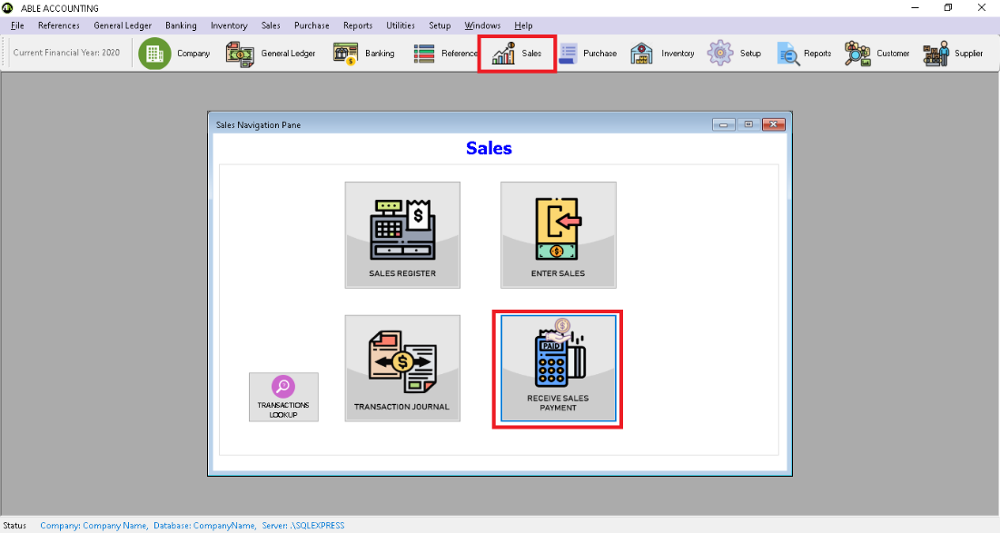 ABLE ACCOUNTING
File References General Ledger Banking Inventory Sales Purchase Reports Utilities Setup Windows Help
Current Financial Year: 2020 Company General Ledger Banking Reference Sales Purchase Inventory Setup Reports Customer Supplier
Sales Navigation Pane
Sales
$
SALES REGISTER
$
ENTER SALES
$
TRANSACTION JOURNAL
$
PAID
RECEIVE SALES
PAYMENT
TRANSACTIONS
LOOKUP
Status Company: Company Name, Database: CompanyName, Server: .\SQLEXPRESS